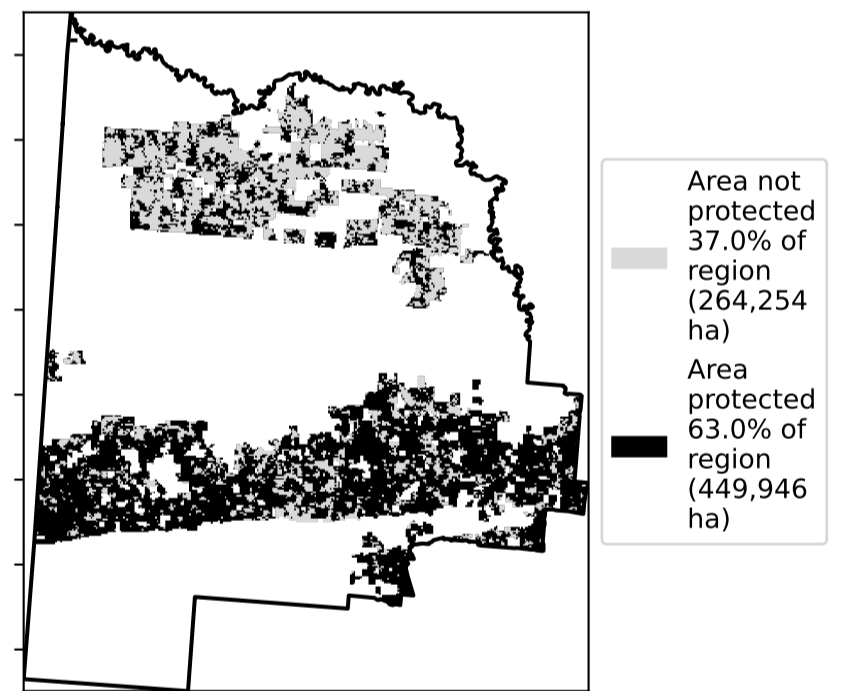 Area not
protected
37.0% of
region
(264,254
ha)
Area
protected
63.0% of
region
(449,946
ha)